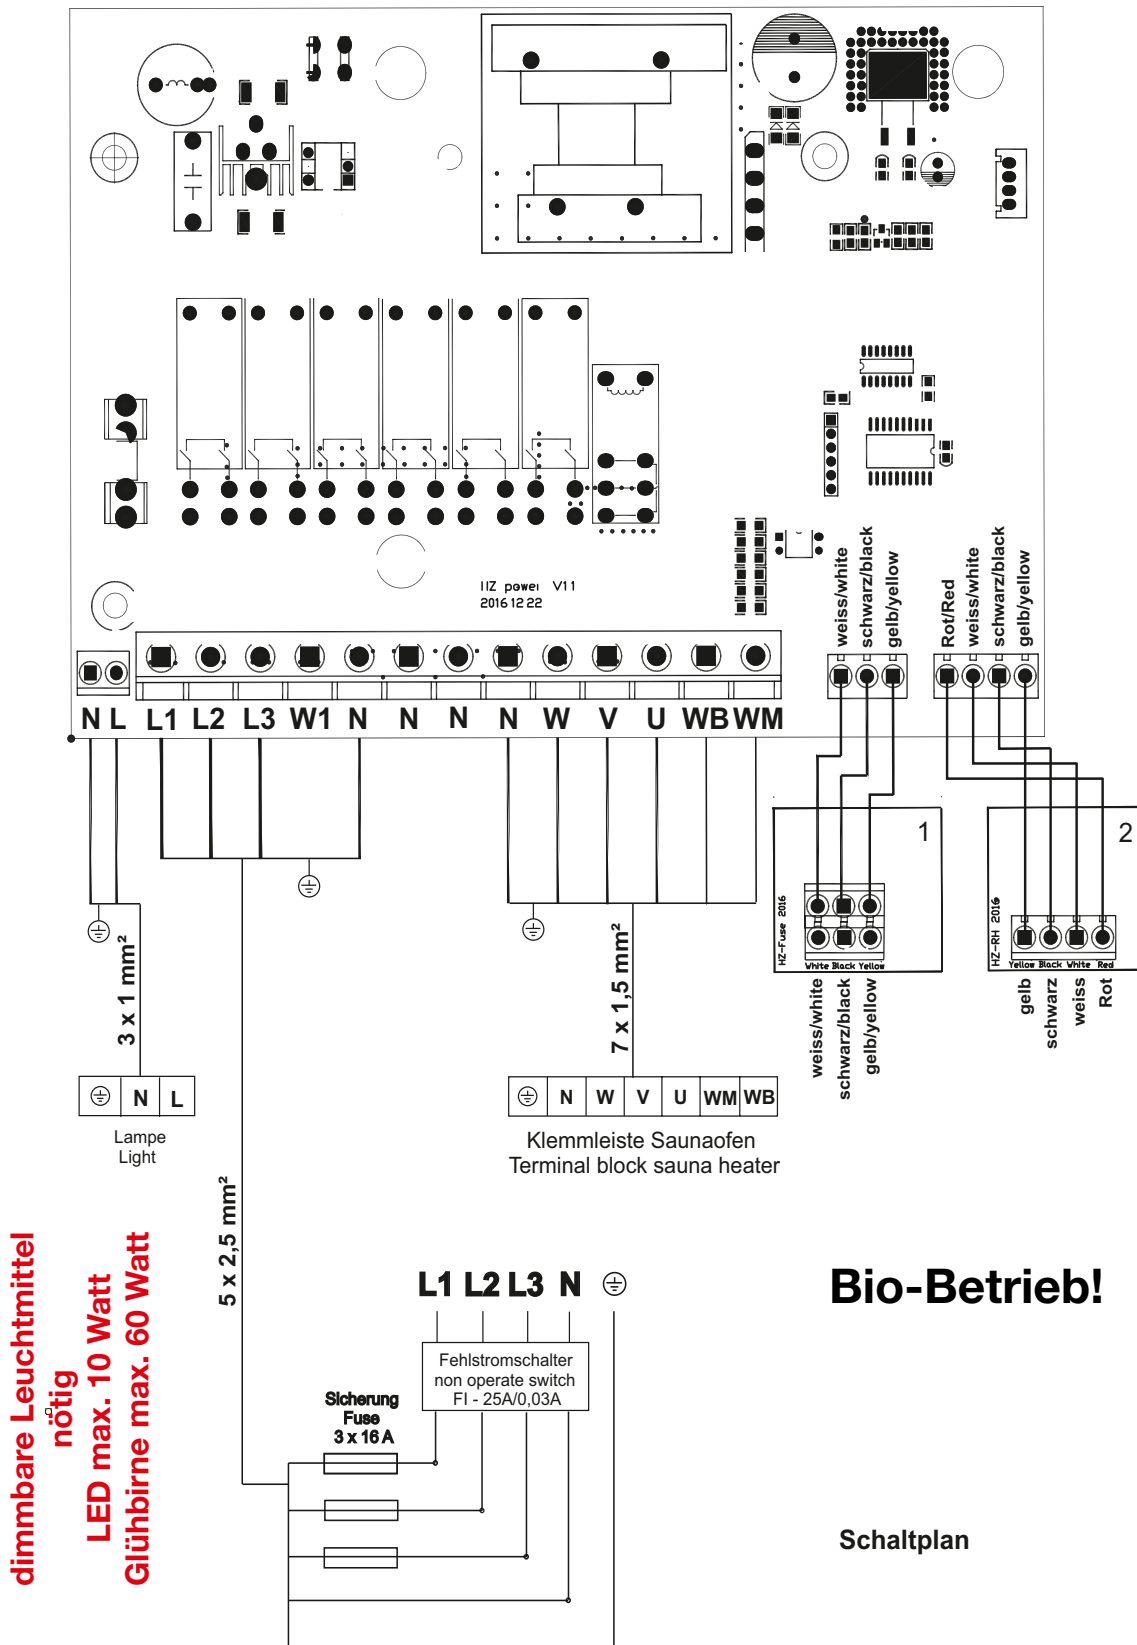 IIZ power V11
2016 12 22
weiss/white
schwarz/black
gelb/yellow
Rot/Red
weiss/white
schwarz/black
gelb/yellow
N L L1 L2 L3 W1 N N N N W V U WB WM
1
HZ-Fuse 2016
White Black Yellow
weiss/white
schwarz/black
gelb/yellow
2
HZ-RH 2016
Yellow Black White Red
gelb
schwarz
weiss
Rot
3 x 1 mm²
7 x 1,5 mm²
N L
Lampe
Light
N W V U WM WB
Klemmleiste Saunaofen
Terminal block sauna heater
5 x 2,5 mm²
dimmbare Leuchtmittel
nötig
LED max. 10 Watt
Glühbirne max. 60 Watt
L1 L2 L3 N
Fehlstromschalter
non operate switch
FI - 25A/0,03A
Sicherung
Fuse
3 x 16 A
Bio-Betrieb!
Schaltplan